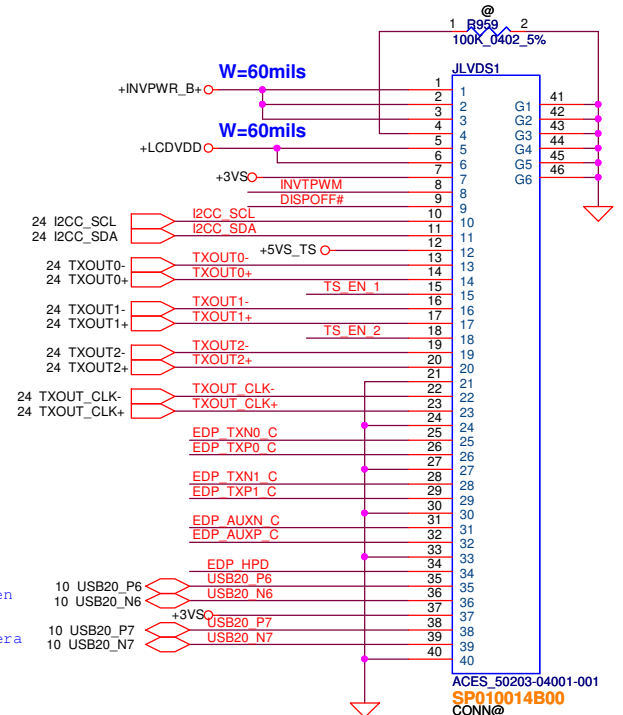 @
1 R959 2
100K_0402_5%
JLVDS1
W=60mils
+INVPWR_B+
1 1
2 2
3 3
4 4
W=60mils
+LCDVDD
5 5
6 6
+3VS
7 7
INVTPWM 8 8
DISPOFF# 9 9
24 I2CC_SCL I2CC_SCL 10 10
24 I2CC_SDA I2CC_SDA 11 11
+5VS_TS 12 12
24 TXOUT0- TXOUT0- 13 13
24 TXOUT0+ TXOUT0+ 14 14
TS_EN_1 15 15
24 TXOUT1- TXOUT1- 16 16
24 TXOUT1+ TXOUT1+ 17 17
TS_EN_2 18 18
24 TXOUT2- TXOUT2- 19 19
24 TXOUT2+ TXOUT2+ 20 20
21 21
24 TXOUT_CLK- TXOUT_CLK- 22 22
24 TXOUT_CLK+ TXOUT_CLK+ 23 23
24 24
EDP_TXN0_C 25 25
EDP_TXP0_C 26 26
27 27
EDP_TXN1_C 28 28
EDP_TXP1_C 29 29
30 30
EDP_AUXN_C 31 31
EDP_AUXP_C 32 32
33 33
EDP_HPD 34 34
10 USB20_P6 USB20_P6 35 35
en
10 USB20_N6 USB20_N6 36 36
+3VS 37 37
10 USB20_P7 USB20_P7 38 38
era
10 USB20_N7 USB20_N7 39 39
40 40
G1 41
G2 42
G3 43
G4 44
G5 45
G6 46
ACES_50203-04001-001
SP010014B00
CONN@